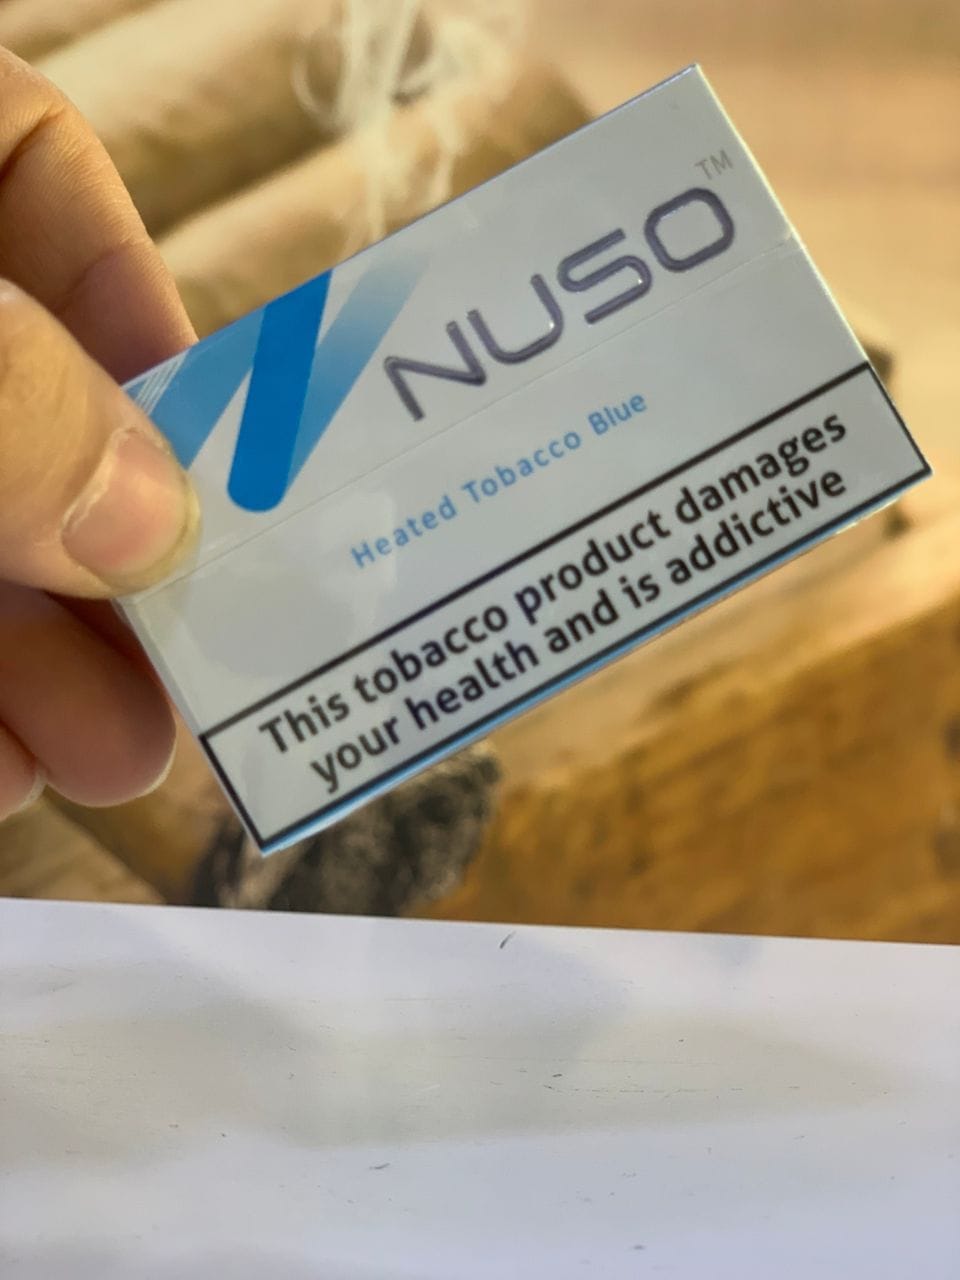 NUSO™
Heated Tobacco Blue
This tobacco product damages
your health and is addictive